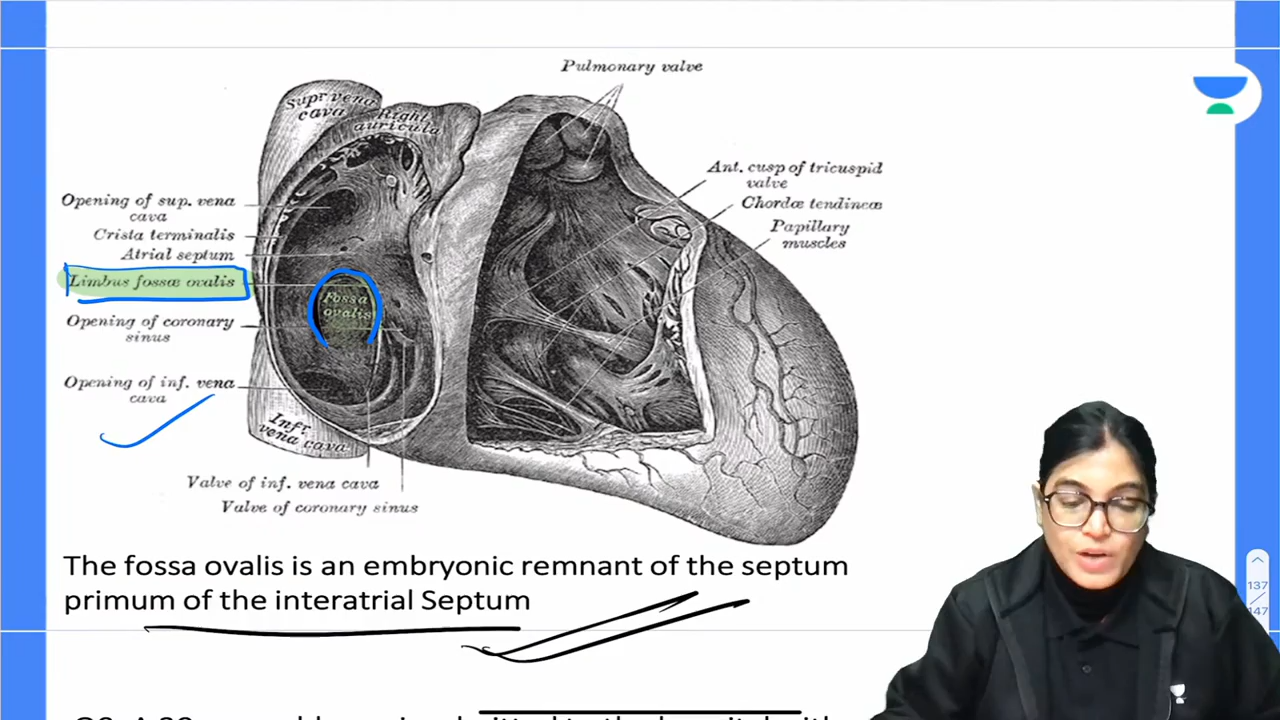 Pulmonary valve
Supr vena
cava
Right
auricula
Ant. cusp of tricuspid
valve
Chordæ tendineæ
Papillary
muscles
Opening of sup. vena
cava
Crista terminalis
Atrial septum
Limbus fossæ ovalis
Fossa
ovalis
Opening of coronary
sinus
Opening of inf. vena
cava
Infr.
vena cava
Valve of inf. vena cava
Valve of coronary sinus
The fossa ovalis is an embryonic remnant of the septum
primum of the interatrial Septum
137
147